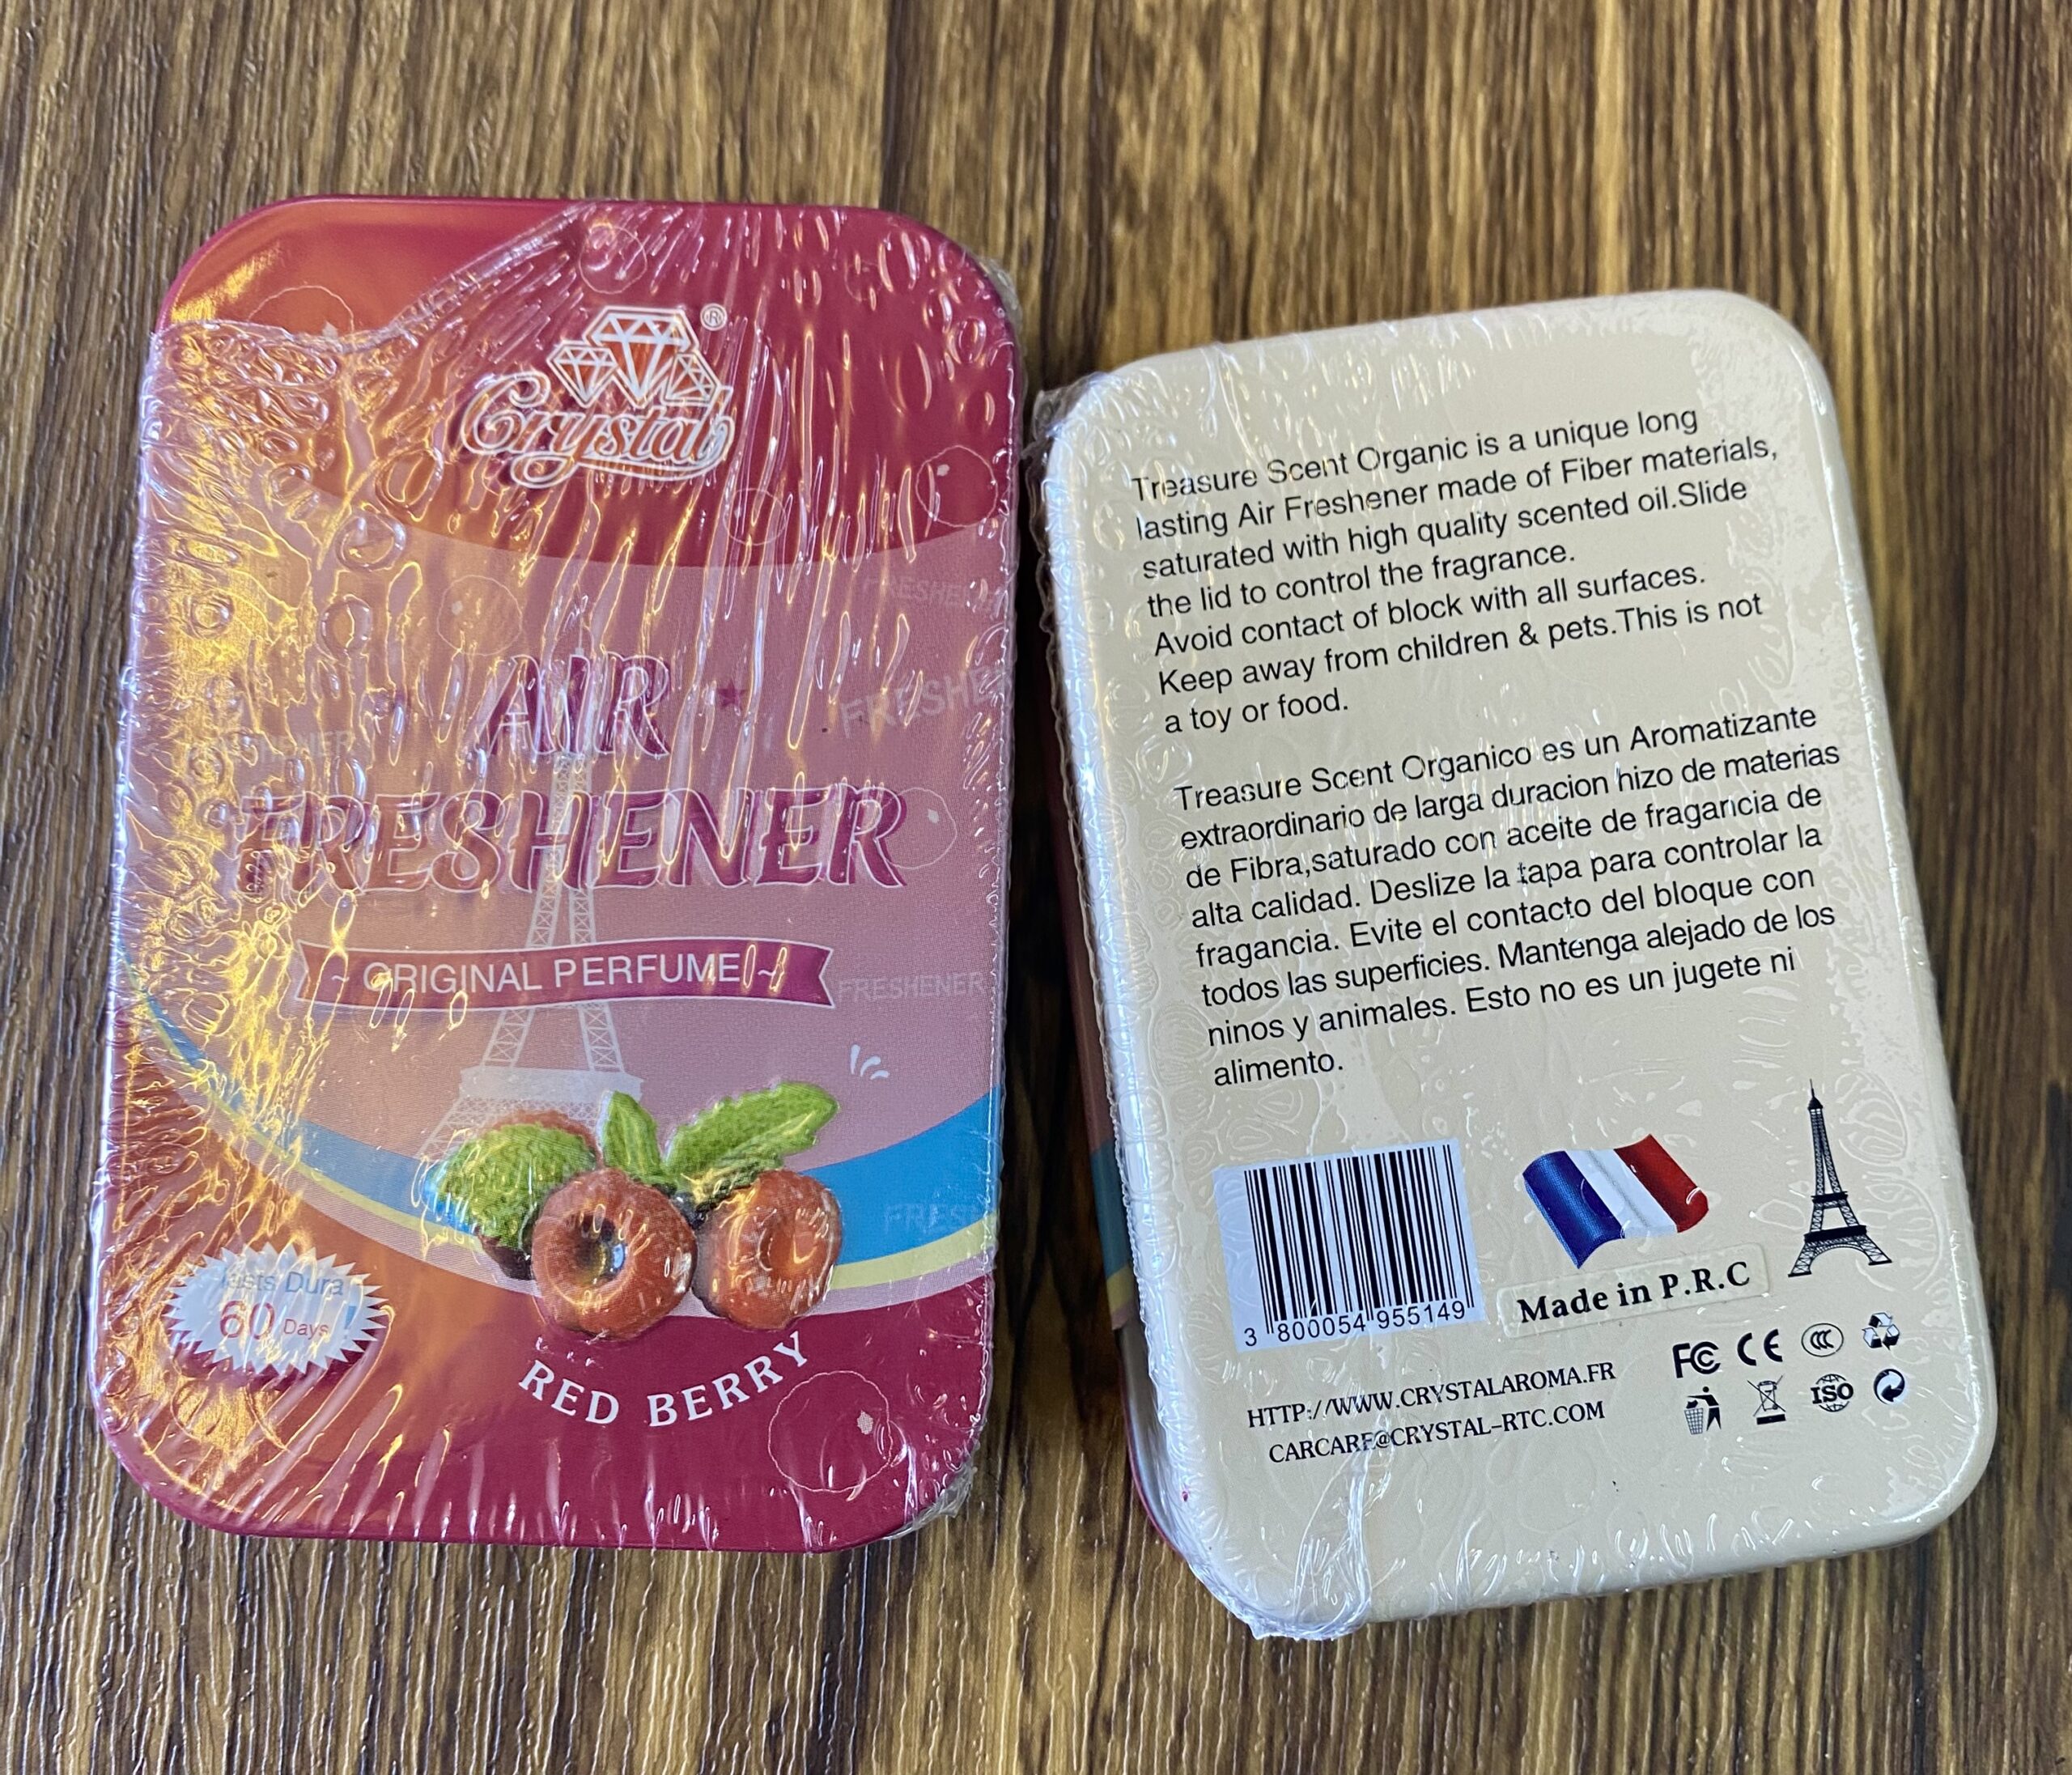 Crystal
®
AIR
FRESHENER
~ ORIGINAL PERFUME ~
FRESHENER
FRESHENER
Lasts Dura
60 Days
RED BERRY
Treasure Scent Organic is a unique long
lasting Air Freshener made of Fiber materials,
saturated with high quality scented oil.Slide
the lid to control the fragrance.
Avoid contact of block with all surfaces.
Keep away from children & pets.This is not
a toy or food.
Treasure Scent Organico es un Aromatizante
extraordinario de larga duracion hizo de materias
de Fibra,saturado con aceite de fragancia de
alta calidad. Deslize la tapa para controlar la
fragancia. Evite el contacto del bloque con
todos las superficies. Mantenga alejado de los
ninos y animales. Esto no es un jugete ni
alimento.
3 800054 955149
Made in P.R.C
HTTP://WWW.CRYSTALAROMA.FR
CARCARE@CRYSTAL-RTC.COM
FC CE CCC
ISO